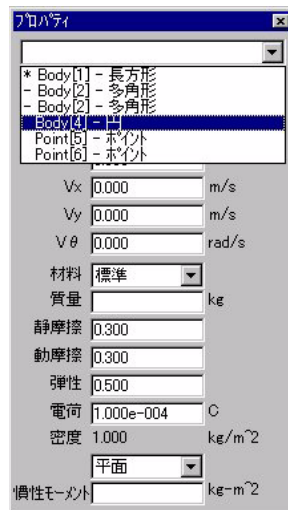 プロパティ
* Body[1] - 長方形
- Body[2] - 多角形
- Body[2] - 多角形
Body[4] - 円
Point[5] - ポイント
Point[6] - ポイント
Vx 0.000 m/s
Vy 0.000 m/s
Vθ 0.000 rad/s
材料 標準
質量 kg
静摩擦 0.300
動摩擦 0.300
弾性 0.500
電荷 1.000e-004 C
密度 1.000 kg/m^2
平面
慣性モーメント kg-m^2